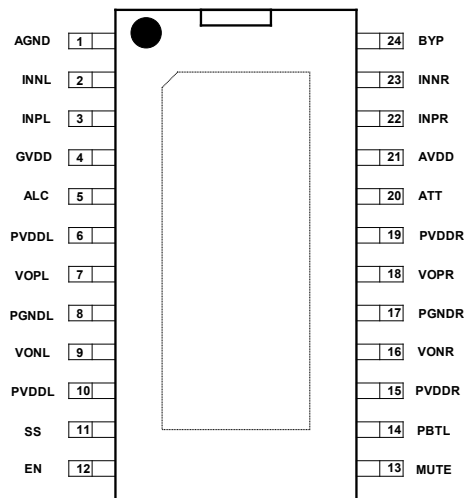 AGND 1 24 BYP
INNL 2 23 INNR
INPL 3 22 INPR
GVDD 4 21 AVDD
ALC 5 20 ATT
PVDDL 6 19 PVDDR
VOPL 7 18 VOPR
PGNDL 8 17 PGNDR
VONL 9 16 VONR
PVDDL 10 15 PVDDR
SS 11 14 PBTL
EN 12 13 MUTE